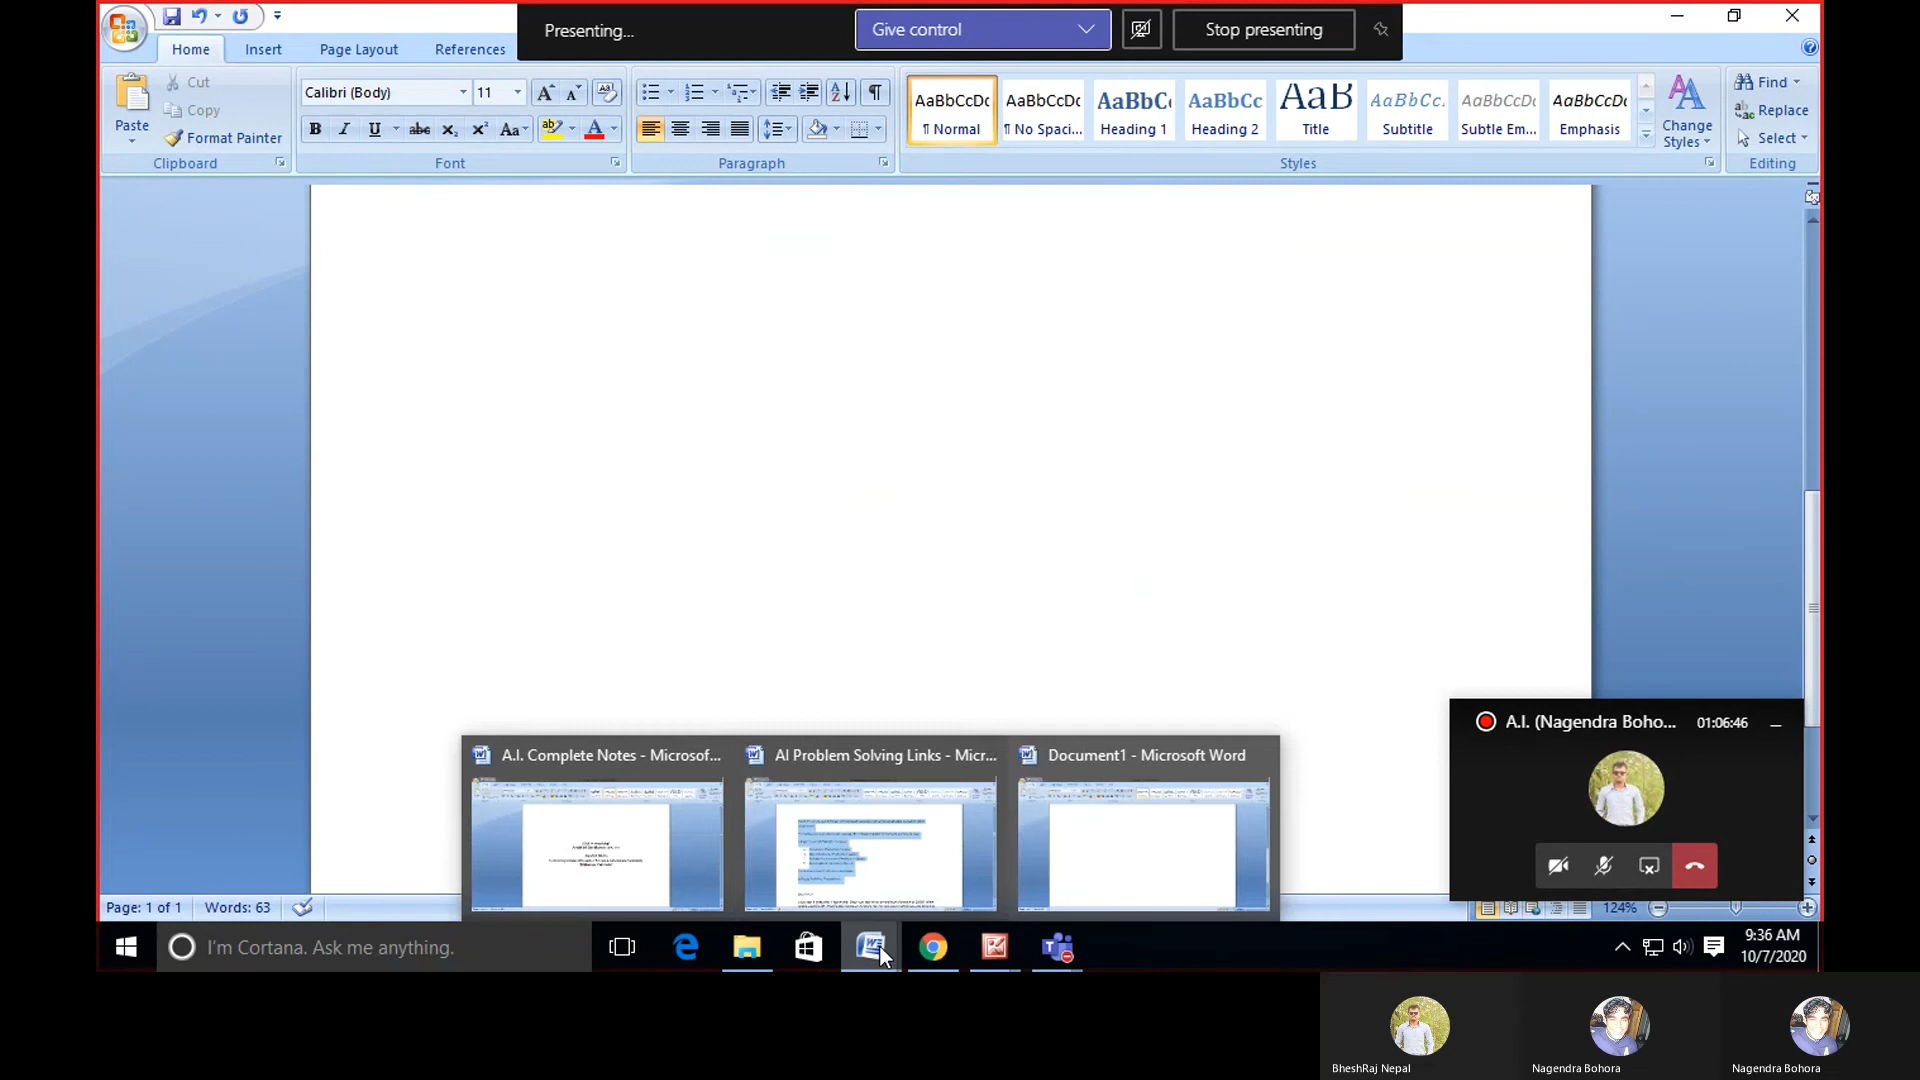 Presenting...
Give control
Stop presenting
Home
Insert
Page Layout
References
Cut
Copy
Format Painter
Paste
Clipboard
Calibri (Body)
11
Font
Paragraph
AaBbCcDc
AaBbCcDc
AaBbC
AaBbCc
AaB
AaBbCc.
AaBbCcDc
AaBbCcDc
¶ Normal
¶ No Spaci...
Heading 1
Heading 2
Title
Subtitle
Subtle Em...
Emphasis
Styles
Change
Styles
Find
Replace
Select
Editing
A.I. (Nagendra Boho...
01:06:46
A.I. Complete Notes - Microsof...
AI Problem Solving Links - Micr...
Document1 - Microsoft Word
Page: 1 of 1
Words: 63
124%
I'm Cortana. Ask me anything.
9:36 AM
10/7/2020
BheshRaj Nepal
Nagendra Bohora
Nagendra Bohora